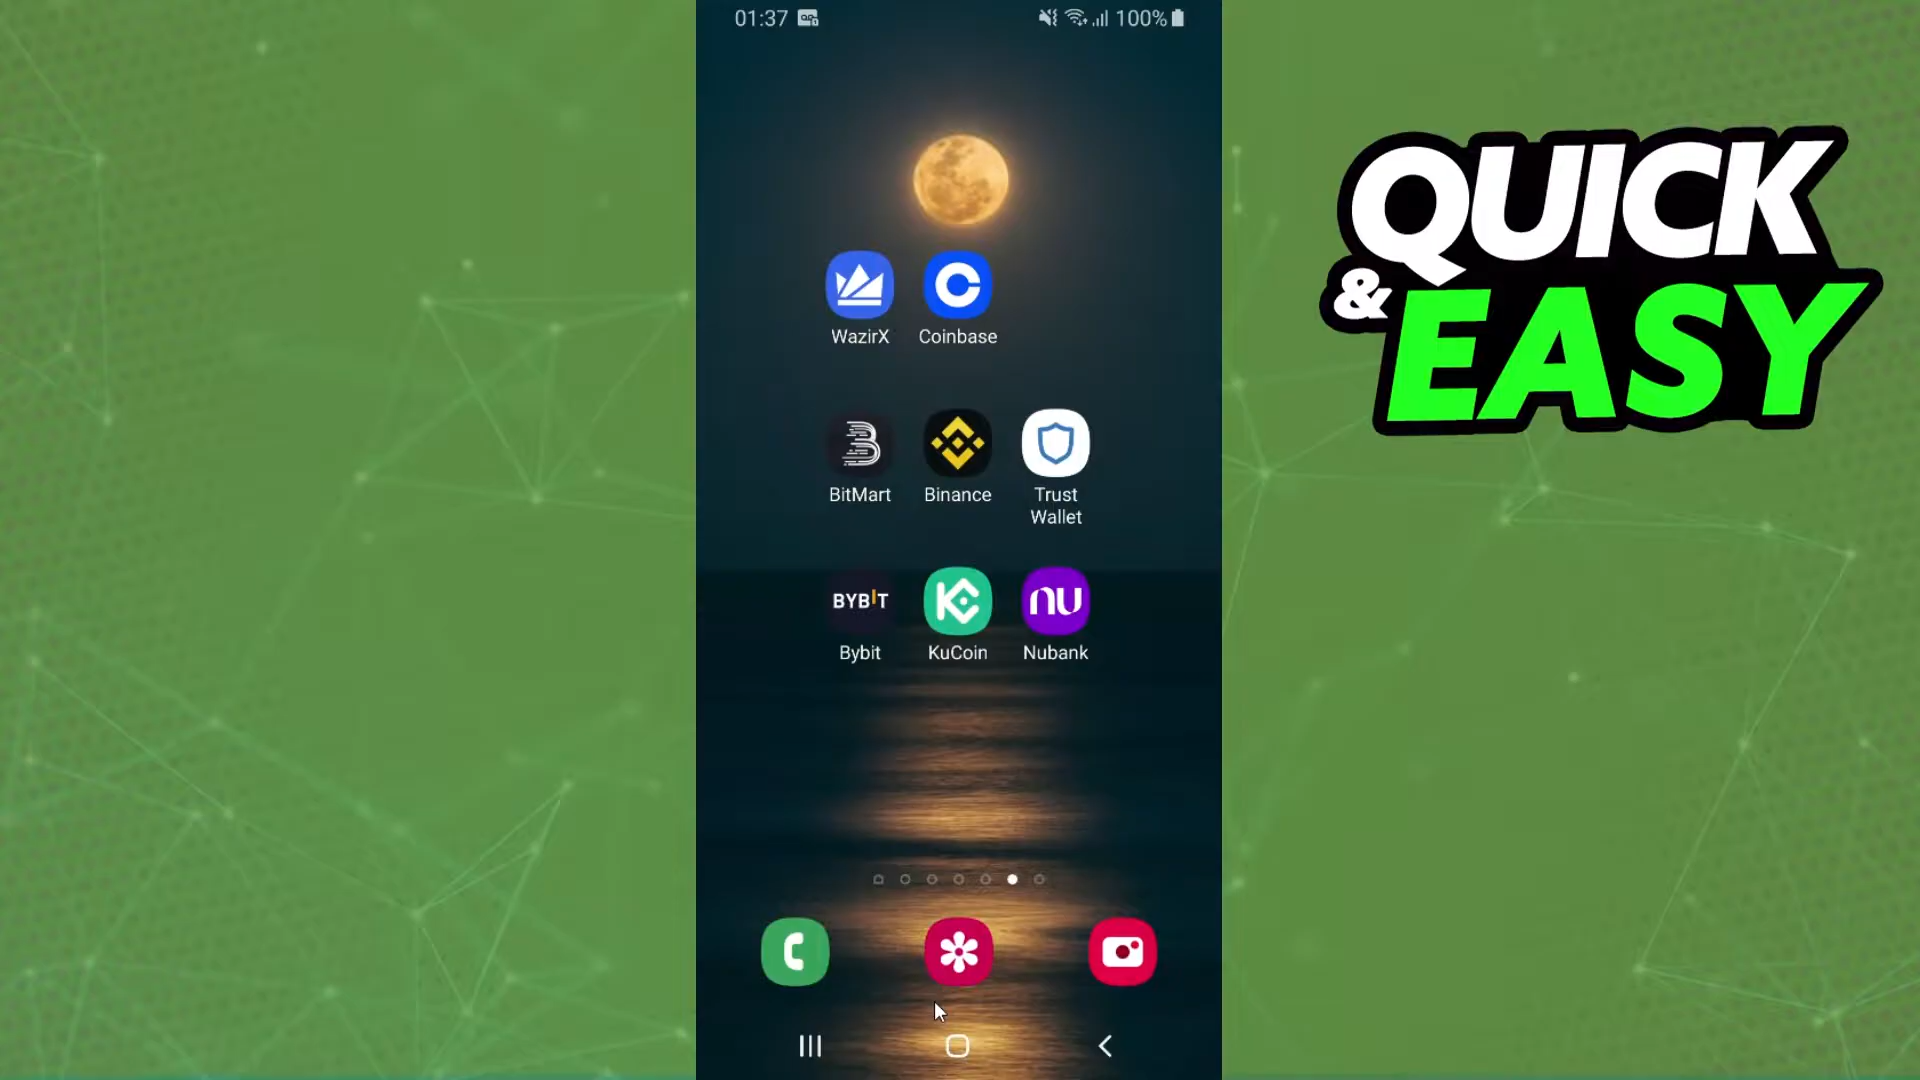 01:37
100%
QUICK
& EASY
WazirX
Coinbase
BitMart
Binance
Trust
Wallet
BYBIT
nu
Bybit
KuCoin
Nubank